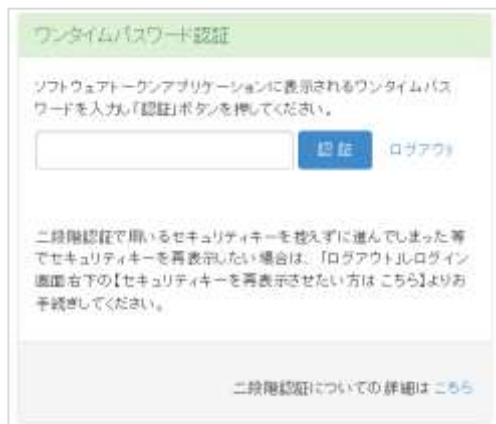 ワンタイムパスワード認証
ソフトウェアトークンアプリケーションに表示されるワンタイムパス
ワードを入力し「認証」ボタンを押してください。
認 証 ログアウト
二段階認証で用いるセキュリティキーを控えずに進んでしまった等
でセキュリティキーを再表示したい場合は、「ログアウト」しログイン
画面右下の【セキュリティキーを再表示させたい方は こちら】よりお
手続きしてください。
二段階認証についての詳細は こちら